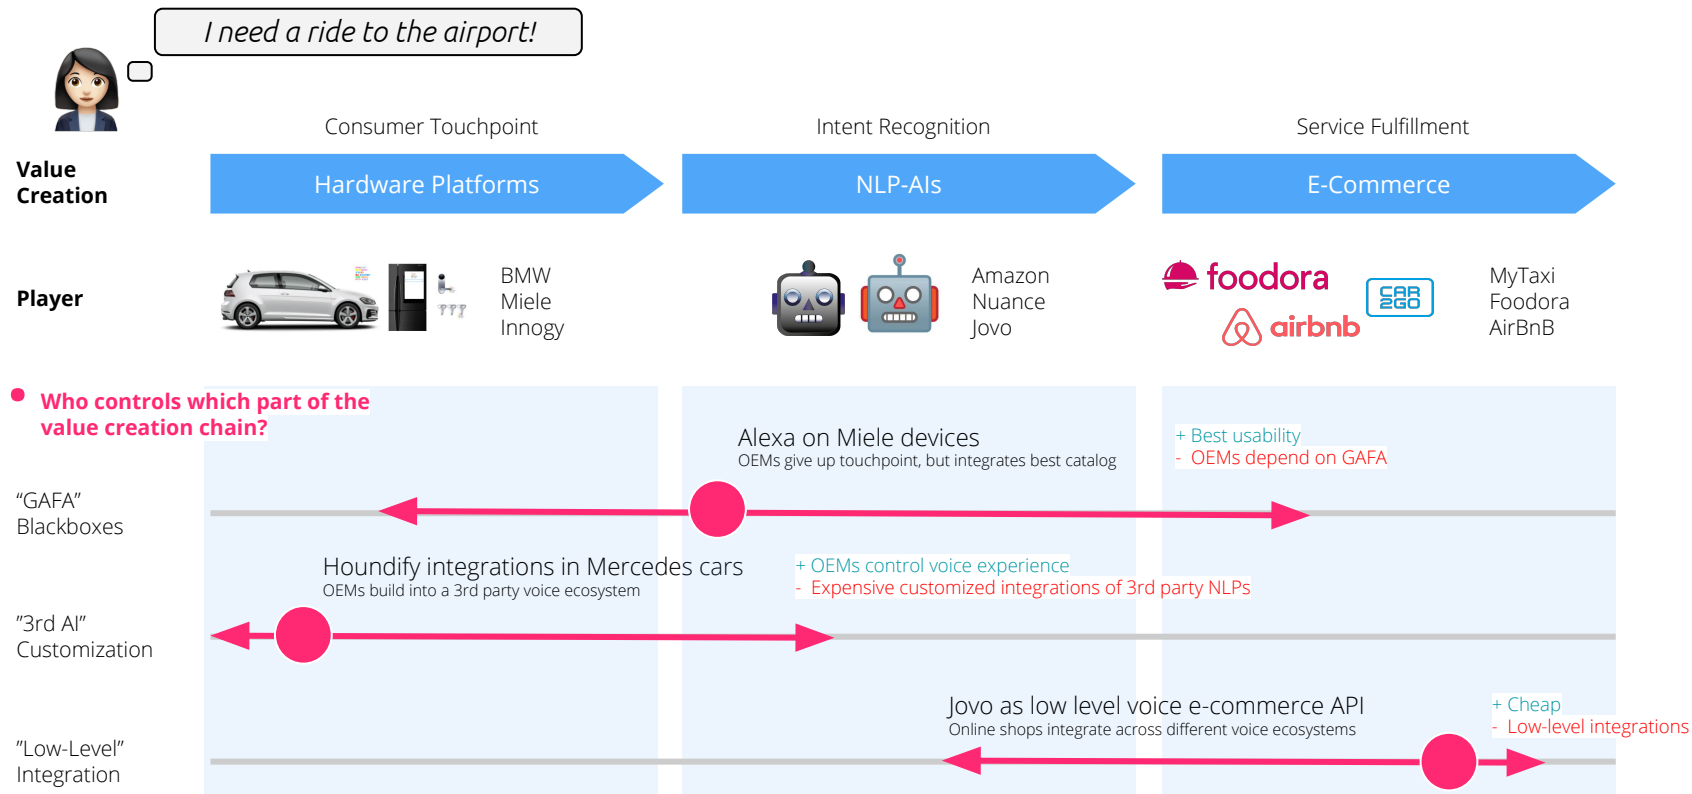 I need a ride to the airport!
Consumer Touchpoint
Intent Recognition
Service Fulfillment
Value
Creation
Hardware Platforms
NLP-AIs
E-Commerce
Player
BMW
Miele
Innogy
Amazon
Nuance
Jovo
foodora
CAR
2GO
airbnb
MyTaxi
Foodora
AirBnB
• Who controls which part of the
value creation chain?
Alexa on Miele devices
OEMs give up touchpoint, but integrates best catalog
+ Best usability
- OEMs depend on GAFA
“GAFA”
Blackboxes
Houndify integrations in Mercedes cars
OEMs build into a 3rd party voice ecosystem
+ OEMs control voice experience
- Expensive customized integrations of 3rd party NLPs
”3rd AI”
Customization
Jovo as low level voice e-commerce API
Online shops integrate across different voice ecosystems
+ Cheap
- Low-level integrations
”Low-Level”
Integration